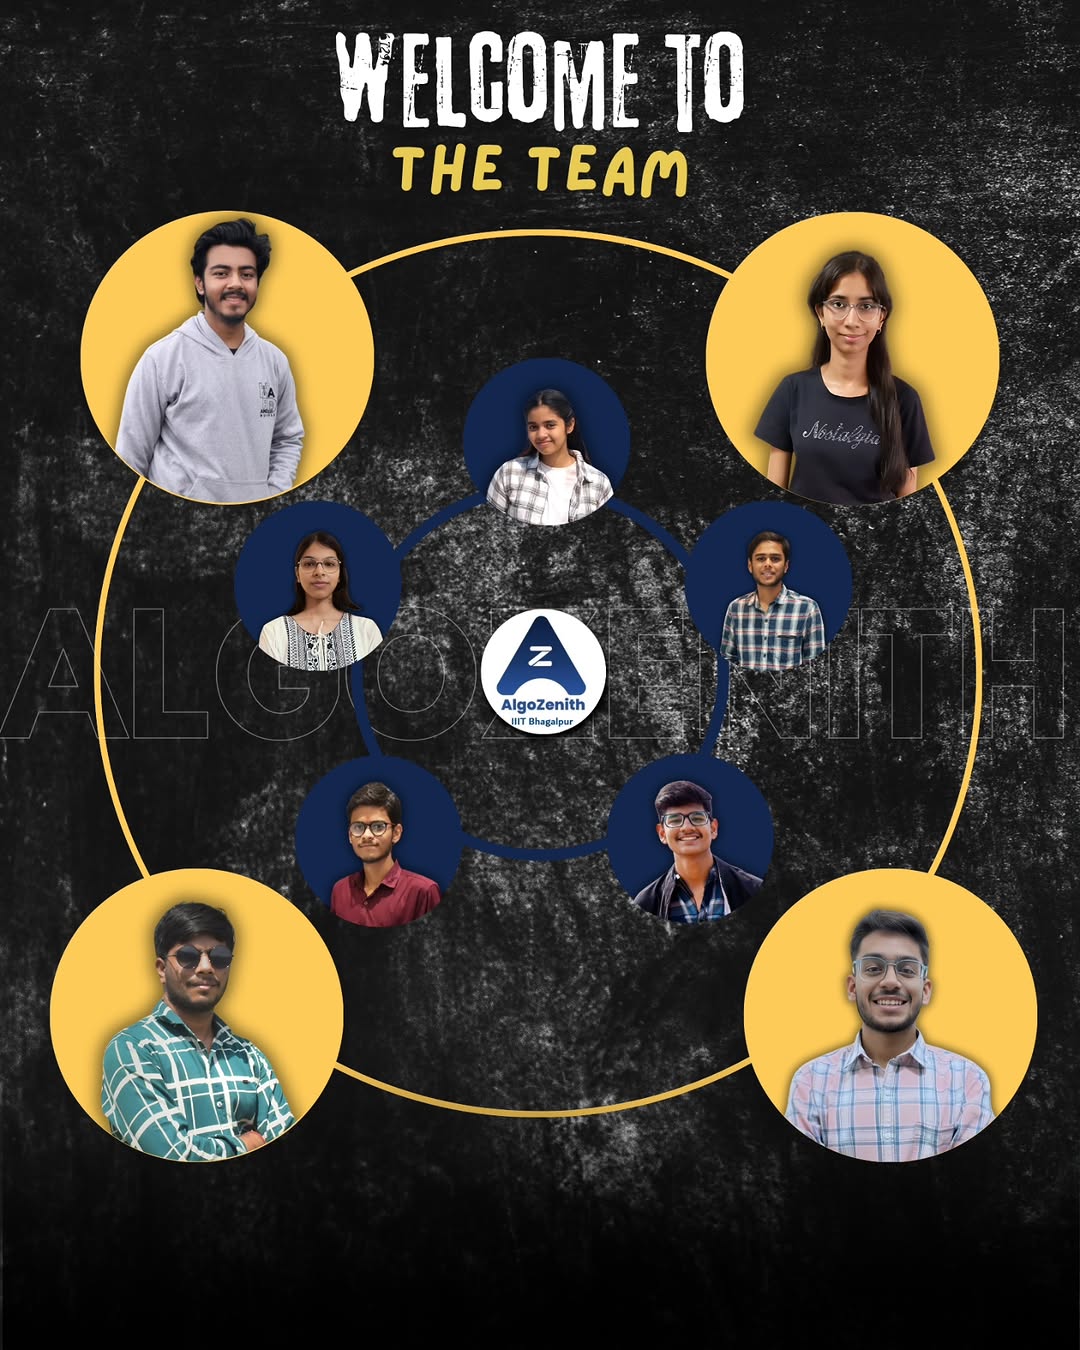 WELCOME TO
THE TEAM
Nostalgia
ALGOZENITH
Z
AlgoZenith
IIIT Bhagalpur